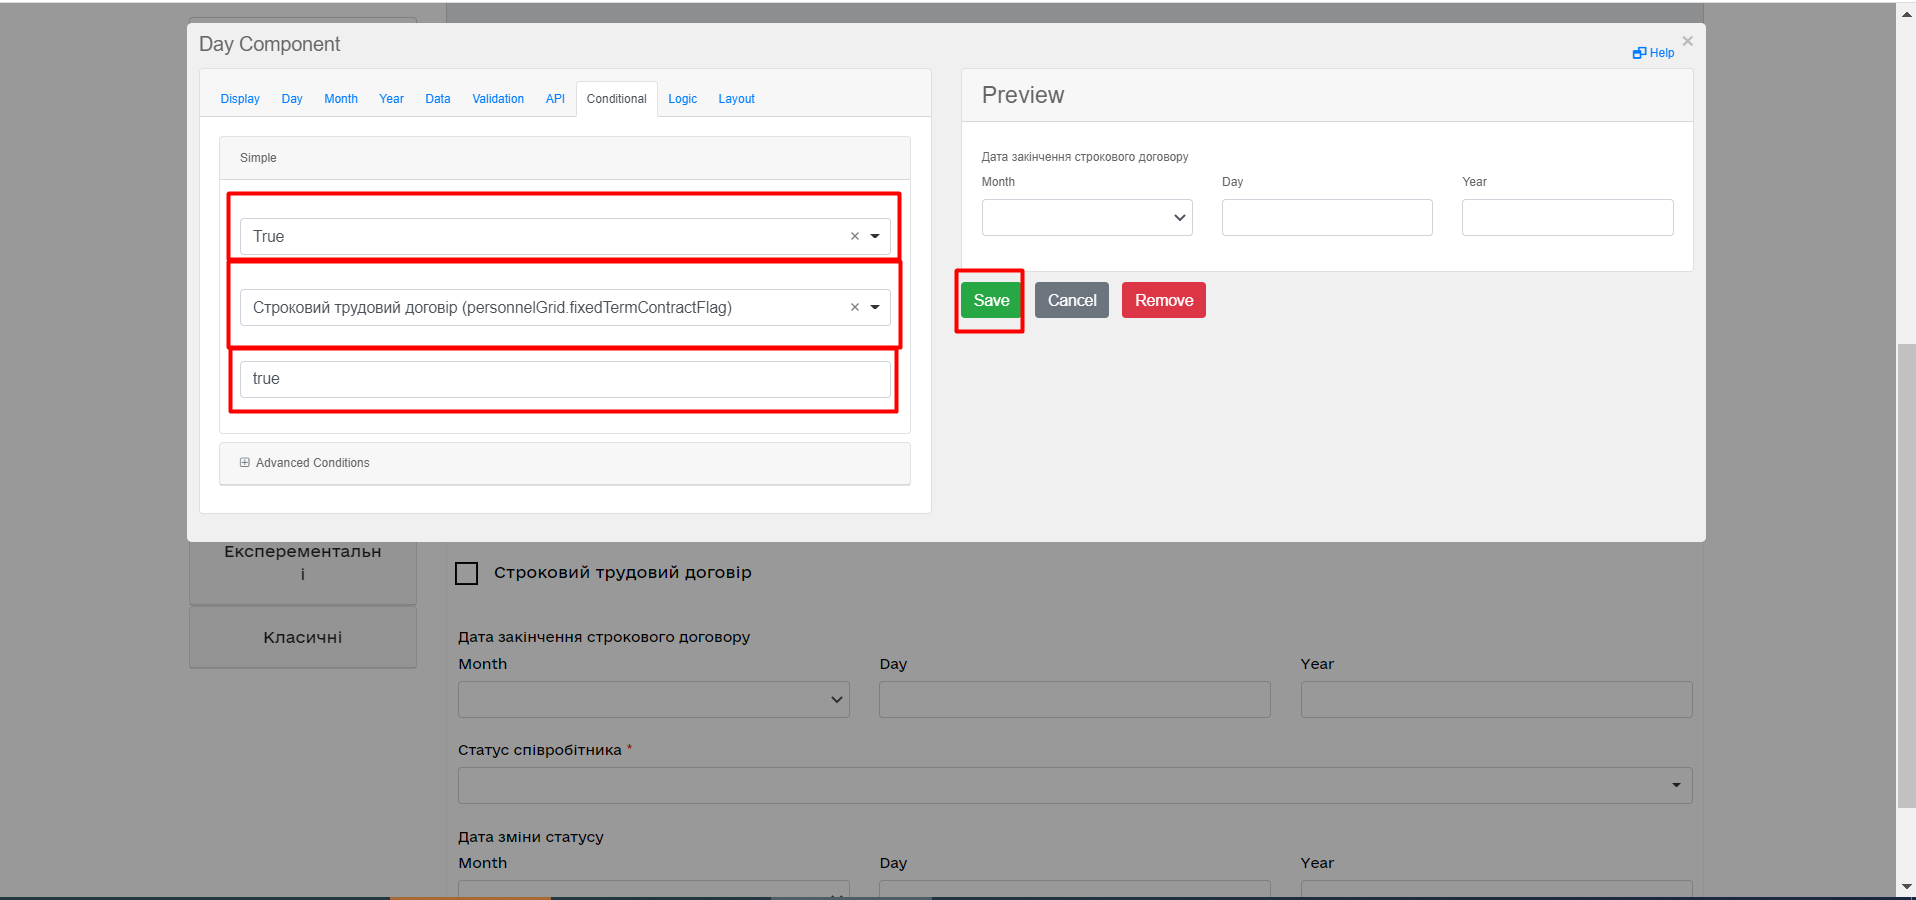 Day Component
Help ×
Display Day Month Year Data Validation API Conditional Logic Layout
Simple
True
Строковий трудовий договір (personnelGrid.fixedTermContractFlag)
true
Advanced Conditions
Preview
Дата закінчення строкового договору
Month Day Year
Save Cancel Remove
Експерементальн
і
Класичні
Строковий трудовий договір
Дата закінчення строкового договору
Month Day Year
Статус співробітника *
Дата зміни статусу
Month Day Year